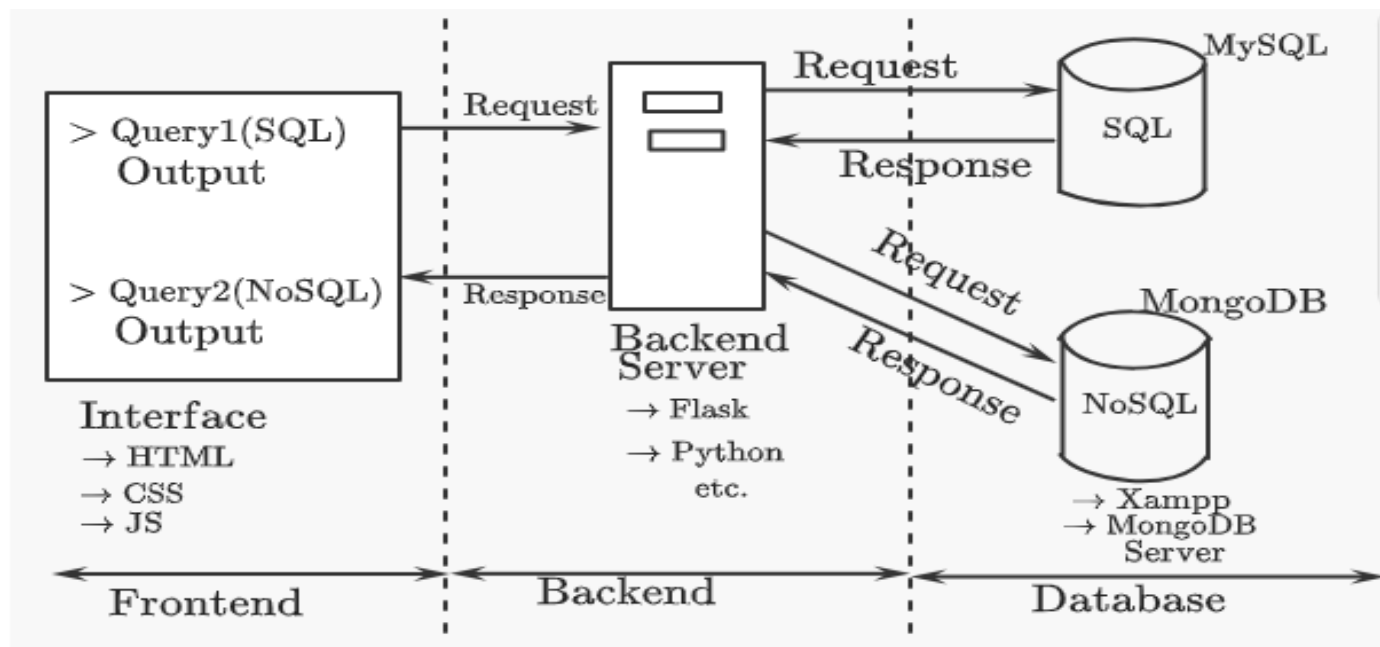 > Query1(SQL)
Output
> Query2(NoSQL)
Output
Interface
→ HTML
→ CSS
→ JS
Request
Response
Backend
Server
→ Flask
→ Python
etc.
Request
Response
Request
Response
MySQL
SQL
MongoDB
NoSQL
→ Xampp
→ MongoDB
Server
Frontend
Backend
Database